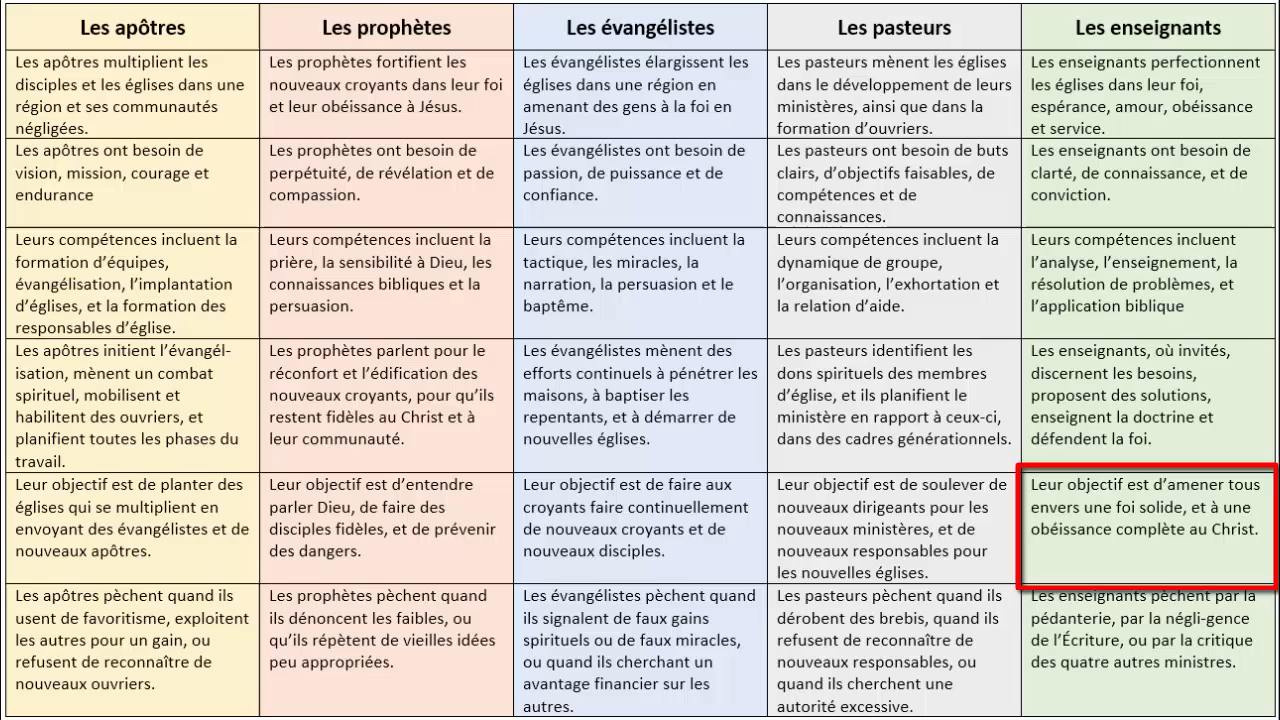 Les apôtres
Les prophètes
Les évangélistes
Les pasteurs
Les enseignants
Les apôtres multiplient les
disciples et les églises dans une
région et ses communautés
négligées.
Les prophètes fortifient les
nouveaux croyants dans leur foi
et leur obéissance à Jésus.
Les évangélistes élargissent les
églises dans une région en
amenant des gens à la foi en
Jésus.
Les pasteurs mènent les églises
dans le développement de leurs
ministères, ainsi que dans la
formation d’ouvriers.
Les enseignants perfectionnent
les églises dans leur foi,
espérance, amour, obéissance
et service.
Les apôtres ont besoin de
vision, mission, courage et
endurance
Les prophètes ont besoin de
perpétuité, de révélation et de
compassion.
Les évangélistes ont besoin de
passion, de puissance et de
confiance.
Les pasteurs ont besoin de buts
clairs, d’objectifs faisables, de
compétences et de
connaissances.
Les enseignants ont besoin de
clarté, de connaissance, et de
conviction.
Leurs compétences incluent la
formation d’équipes,
évangélisation, l’implantation
d’églises, et la formation des
responsables d’église.
Leurs compétences incluent la
prière, la sensibilité à Dieu, les
connaissances bibliques et la
persuasion.
Leurs compétences incluent la
tactique, les miracles, la
narration, la persuasion et le
baptême.
Leurs compétences incluent la
dynamique de groupe,
l’organisation, l’exhortation et
la relation d’aide.
Leurs compétences incluent
l’analyse, l’enseignement, la
résolution de problèmes, et
l’application biblique
Les apôtres initient l’évangél-
isation, mènent un combat
spirituel, mobilisent et
habilitent des ouvriers, et
planifient toutes les phases du
travail.
Les prophètes parlent pour le
réconfort et l’édification des
nouveaux croyants, pour qu’ils
restent fidèles au Christ et à
leur communauté.
Les évangélistes mènent des
efforts continuels à pénétrer les
maisons, à baptiser les
repentants, et à démarrer de
nouvelles églises.
Les pasteurs identifient les
dons spirituels des membres
d’église, et ils planifient le
ministère en rapport à ceux-ci,
dans des cadres générationnels.
Les enseignants, où invités,
discernent les besoins,
proposent des solutions,
enseignent la doctrine et
défendent la foi.
Leur objectif est de planter des
églises qui se multiplient en
envoyant des évangélistes et de
nouveaux apôtres.
Leur objectif est d’entendre
parler Dieu, de faire des
disciples fidèles, et de prévenir
des dangers.
Leur objectif est de faire aux
croyants faire continuellement
de nouveaux croyants et de
nouveaux disciples.
Leur objectif est de soulever de
nouveaux dirigeants pour les
nouveaux ministères, et de
nouveaux responsables pour
les nouvelles églises.
Leur objectif est d’amener tous
envers une foi solide, et à une
obéissance complète au Christ.
Les apôtres pèchent quand ils
usent de favoritisme, exploitent
les autres pour un gain, ou
refusent de reconnaître de
nouveaux ouvriers.
Les prophètes pèchent quand
ils dénoncent les faibles, ou
qu’ils répètent de vieilles idées
peu appropriées.
Les évangélistes pèchent quand
ils signalent de faux gains
spirituels ou de faux miracles,
ou quand ils cherchant un
avantage financier sur les
autres.
Les pasteurs pèchent quand ils
dérobent des brebis, quand ils
refusent de reconnaître de
nouveaux responsables, ou
quand ils cherchent une
autorité excessive.
Les enseignants pèchent par la
pédanterie, par la négli-gence
de l’Écriture, ou par la critique
des quatre autres ministres.